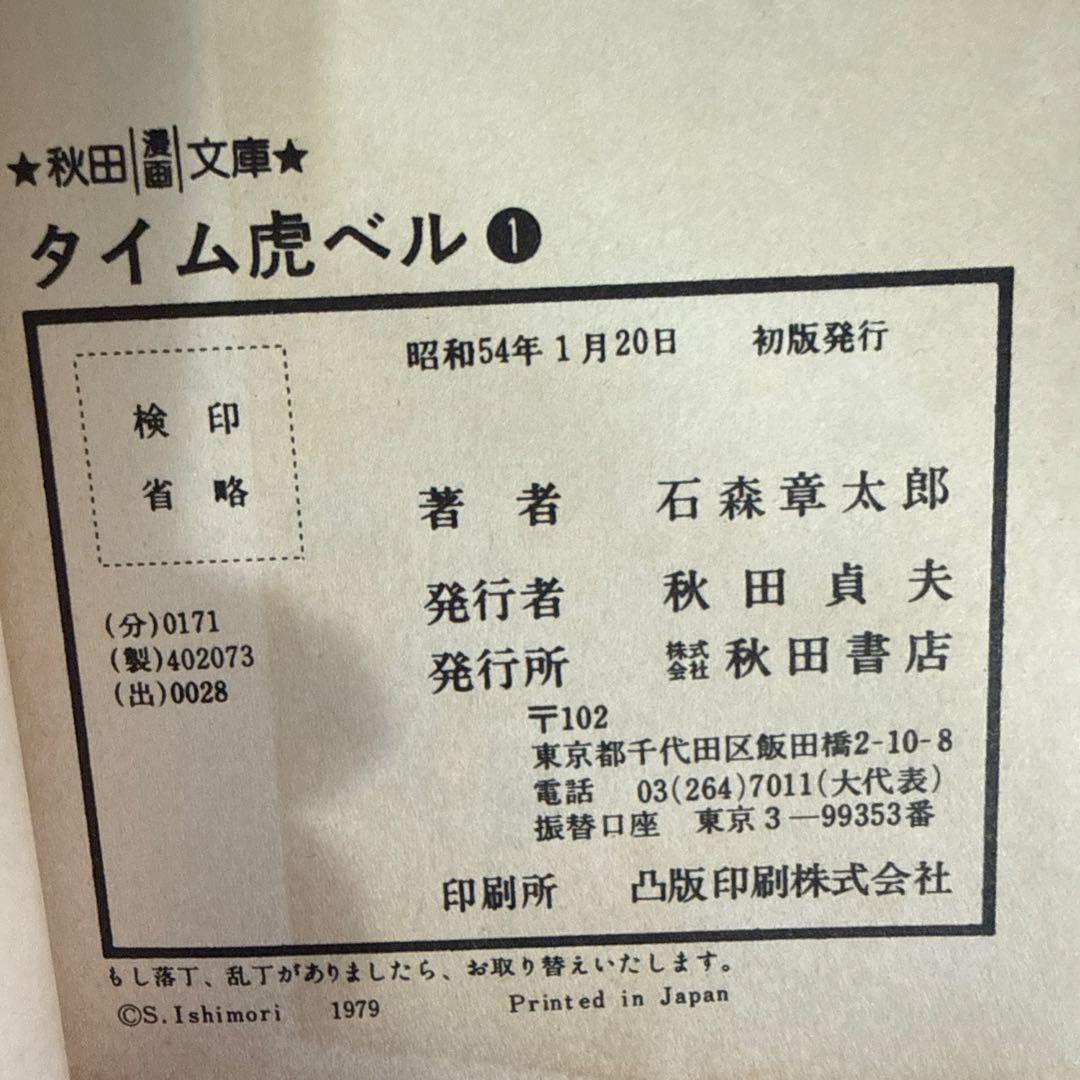 ★秋田漫画文庫★
タイム虎ベル❶
昭和54年1月20日 初版発行
検印
省略
著者 石森章太郎
発行者 秋田貞夫
発行所 株式会社 秋田書店
〒102
東京都千代田区飯田橋2-10-8
電話 03(264)7011(大代表)
振替口座 東京3—99353番
印刷所 凸版印刷株式会社
(分)0171
(製)402073
(出)0028
もし落丁、乱丁がありましたら、お取り替えいたします。
©S.Ishimori 1979 Printed in Japan